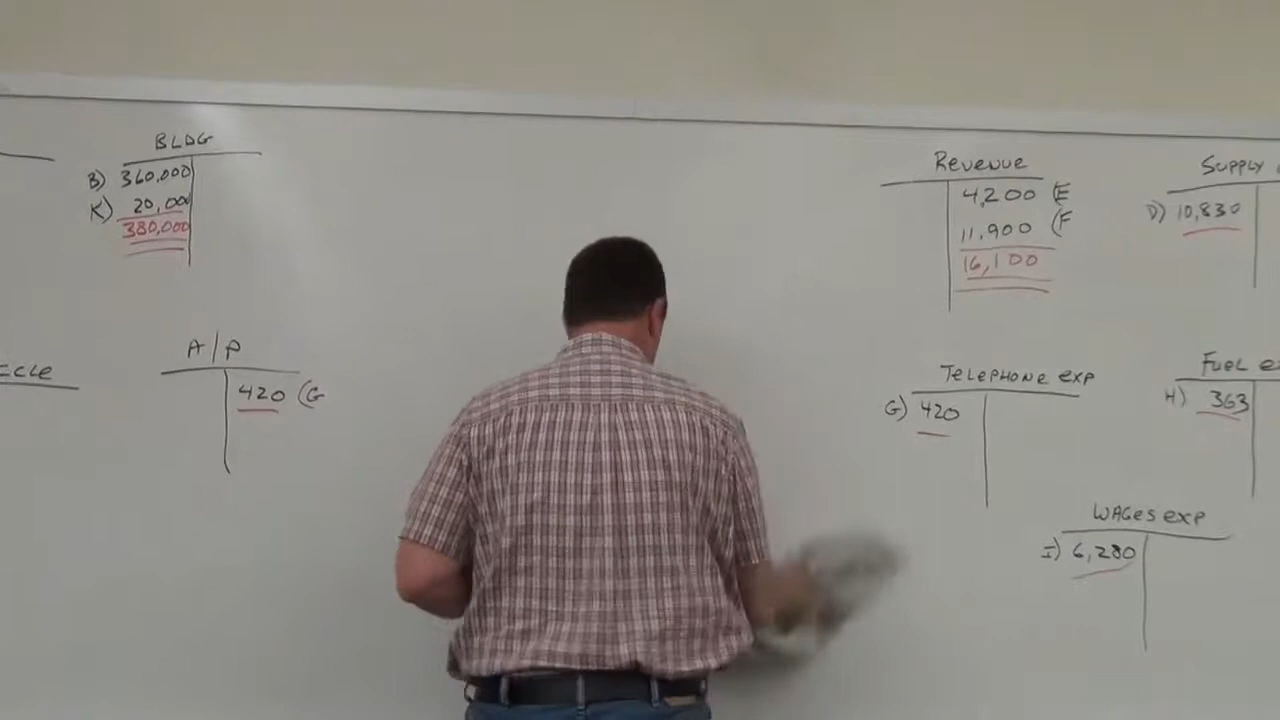 BLDG
B) 360,000
K) 20,000
380,000
A/P
420 (G
Revenue
4,200 (E
11,900 (F
16,100
Supply
D) 10,830
Telephone exp
G) 420
Fuel
H) 363
Wages exp
I) 6,280